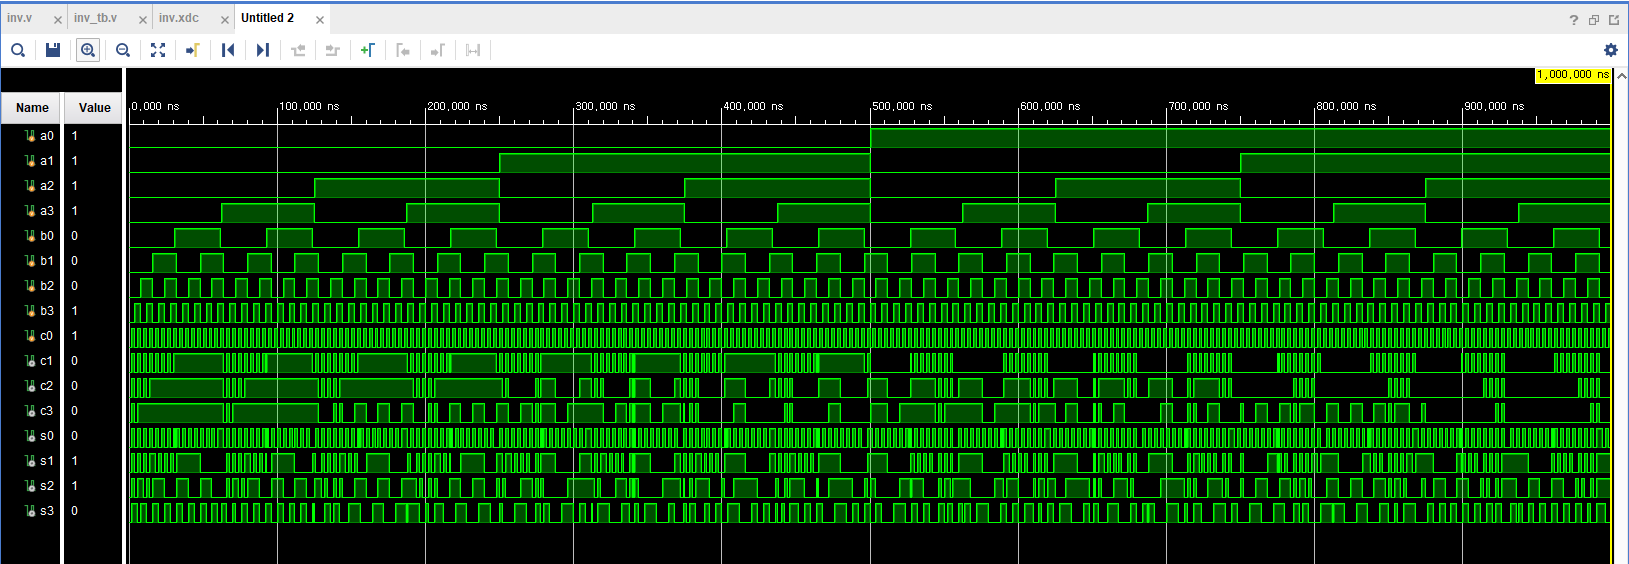 inv.v inv_tb.v inv.xdc Untitled 2
1,000,000 ns
Name Value 0,000 ns 100,000 ns 200,000 ns 300,000 ns 400,000 ns 500,000 ns 600,000 ns 700,000 ns 800,000 ns 900,000 ns
a0 1
a1 1
a2 1
a3 1
b0 0
b1 0
b2 0
b3 1
c0 1
c1 0
c2 0
c3 0
s0 0
s1 1
s2 1
s3 0